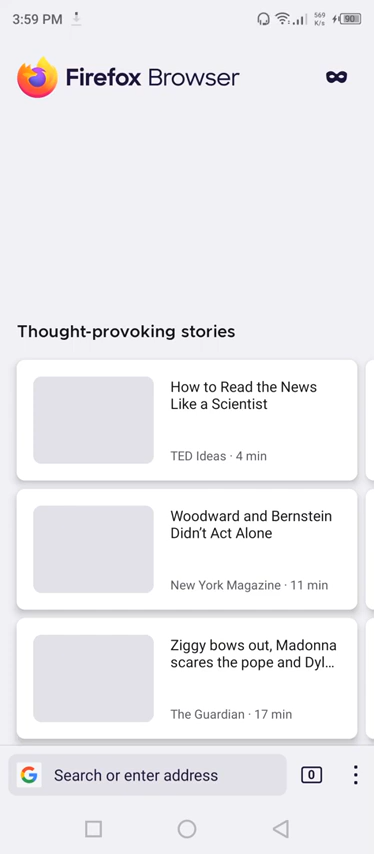 3:59 PM
569
K/s
90
Firefox Browser
Thought-provoking stories
How to Read the News
Like a Scientist
TED Ideas · 4 min
Woodward and Bernstein
Didn't Act Alone
New York Magazine · 11 min
Ziggy bows out, Madonna
scares the pope and Dyl...
The Guardian · 17 min
G Search or enter address
0